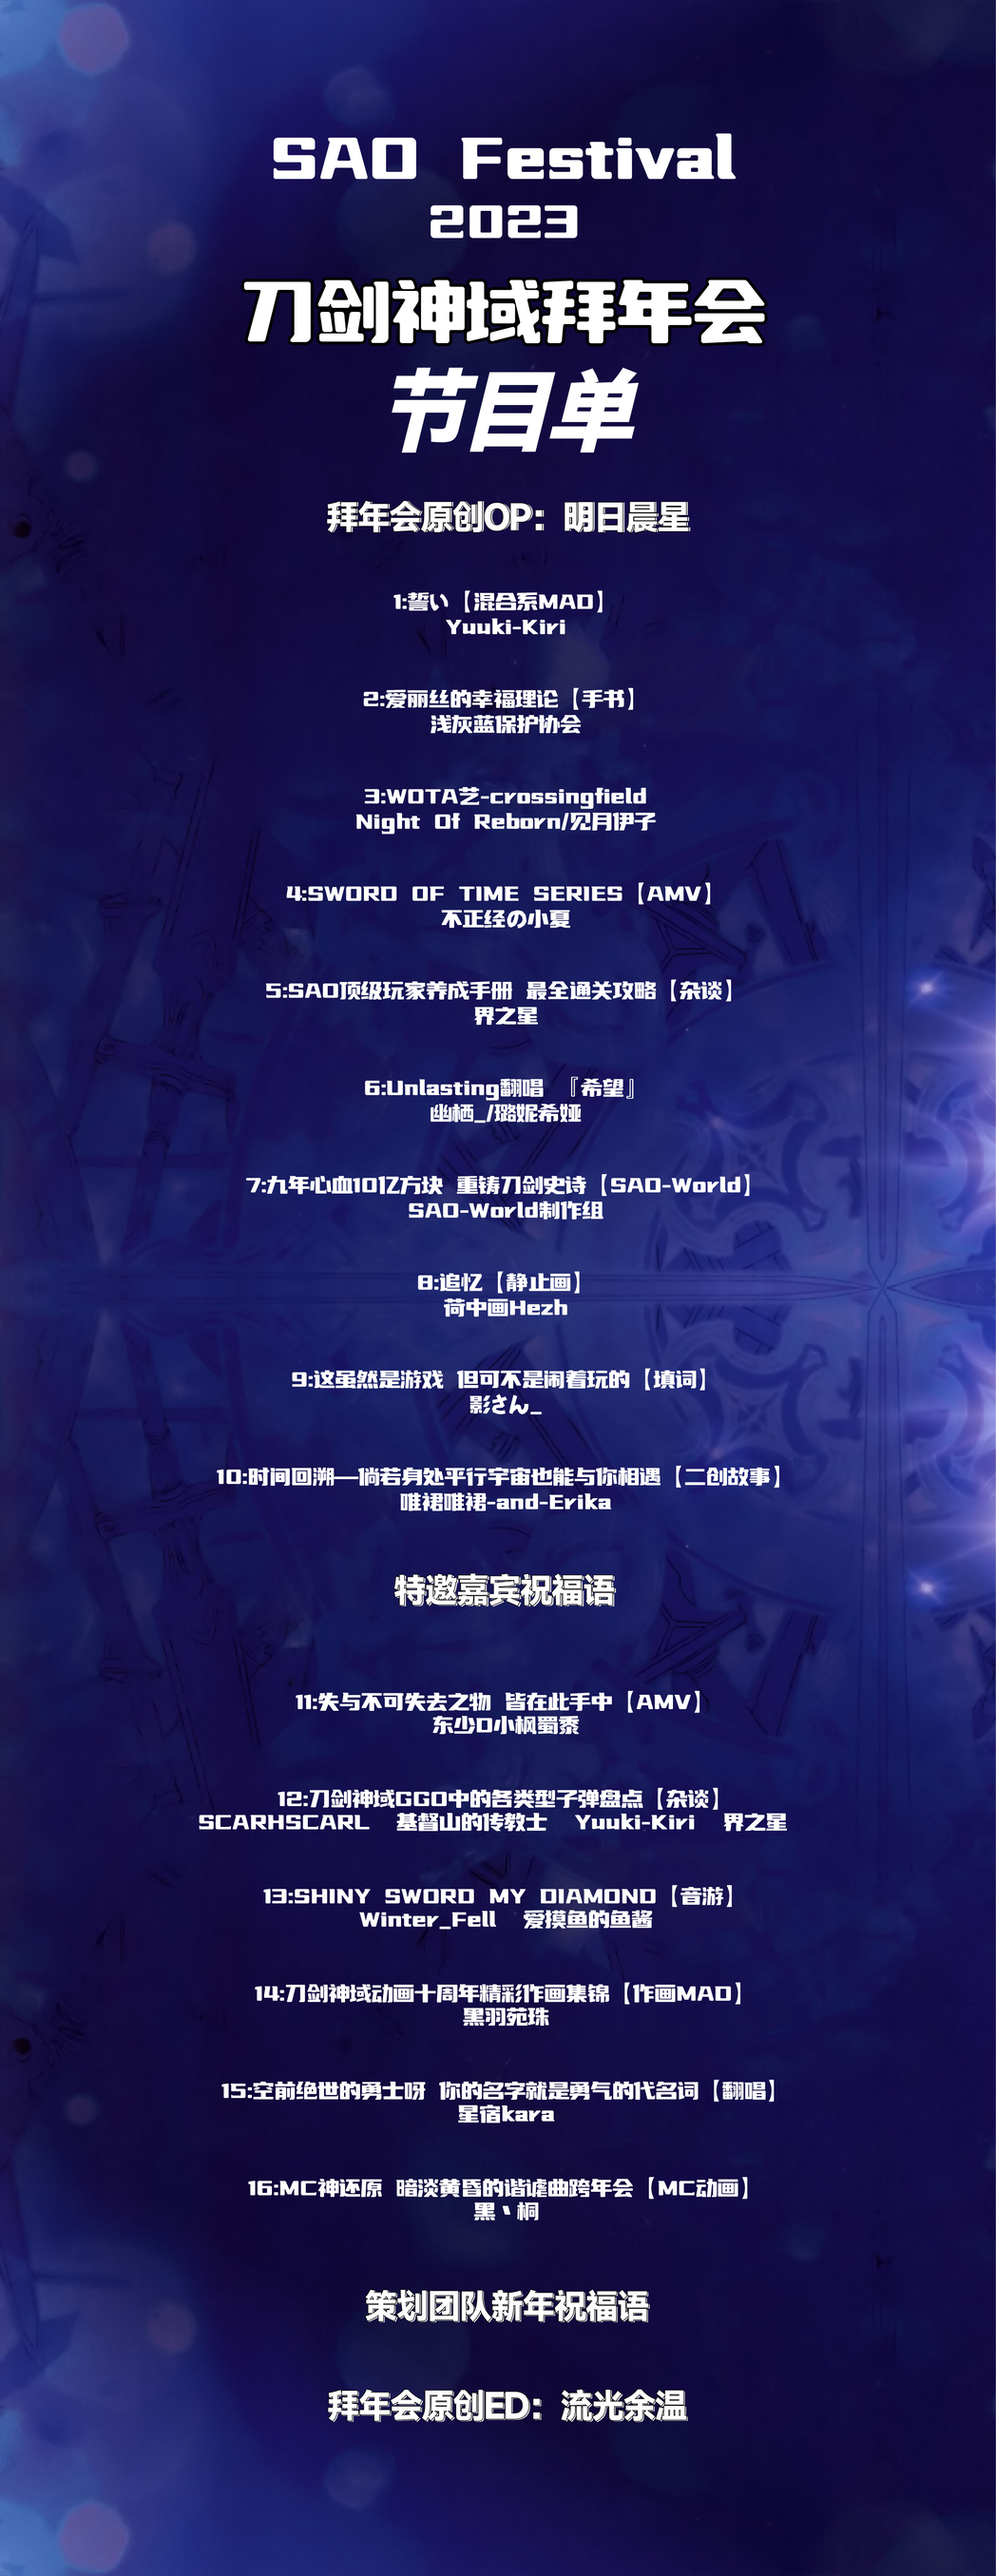 SAO Festival
2023
刀剑神域拜年会
节目单
拜年会原创OP：明日晨星
1:誓い【混合系MAD】
Yuuki-Kiri
2:爱丽丝的幸福理论【手书】
浅灰蓝保护协会
3:WOTA艺-crossingfield
Night Of Reborn/见月伊子
4:SWORD OF TIME SERIES【AMV】
不正经の小夏
5:SAO顶级玩家养成手册 最全通关攻略【杂谈】
界之星
6:Unlasting翻唱 『希望』
幽栖_/璐妮希娅
7:九年心血10亿方块 重铸刀剑史诗【SAO-World】
SAO-World制作组
8:追忆【静止画】
荷中画Hezh
9:这虽然是游戏 但可不是闹着玩的【填词】
影さん_
10:时间回溯—倘若身处平行宇宙也能与你相遇【二创故事】
唯裙唯裙-and-Erika
特邀嘉宾祝福语
11:失与不可失去之物 皆在此手中【AMV】
东少D小枫蜀黍
12:刀剑神域GGO中的各类型子弹盘点【杂谈】
SCARHSCARL 基督山的传教士 Yuuki-Kiri 界之星
13:SHINY SWORD MY DIAMOND【音游】
Winter_Fell 爱摸鱼的鱼酱
14:刀剑神域动画十周年精彩作画集锦【作画MAD】
黑羽苑珠
15:空前绝世的勇士呀 你的名字就是勇气的代名词【翻唱】
星宿kara
16:MC神还原 暗淡黄昏的谐谑曲跨年会【MC动画】
黑丶桐
策划团队新年祝福语
拜年会原创ED：流光余温